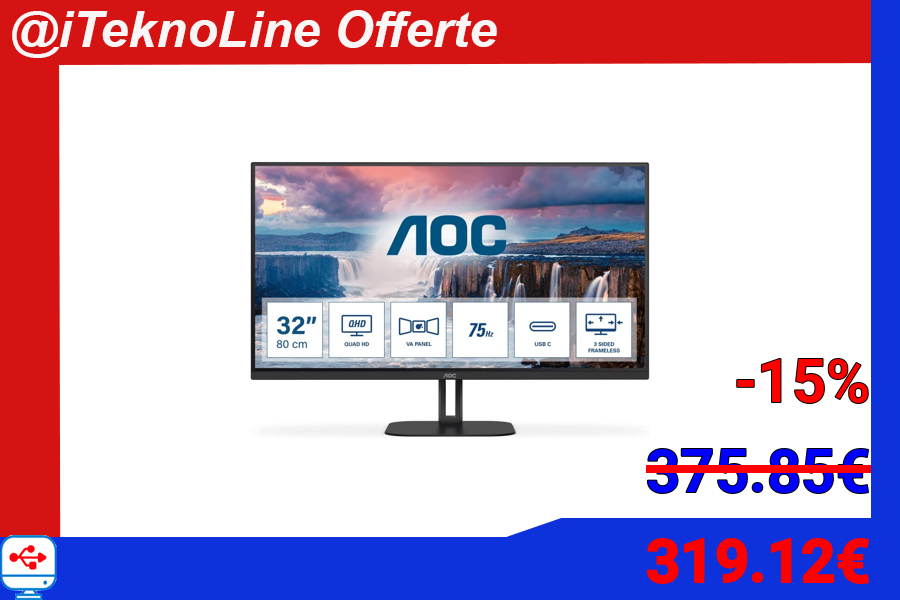 @iTeknoLine Offerte
AOC
32”
80 cm
QHD
QUAD HD
VA PANEL
75Hz
USB C
3 SIDED
FRAMELESS
AOC
-15%
375.85€
319.12€